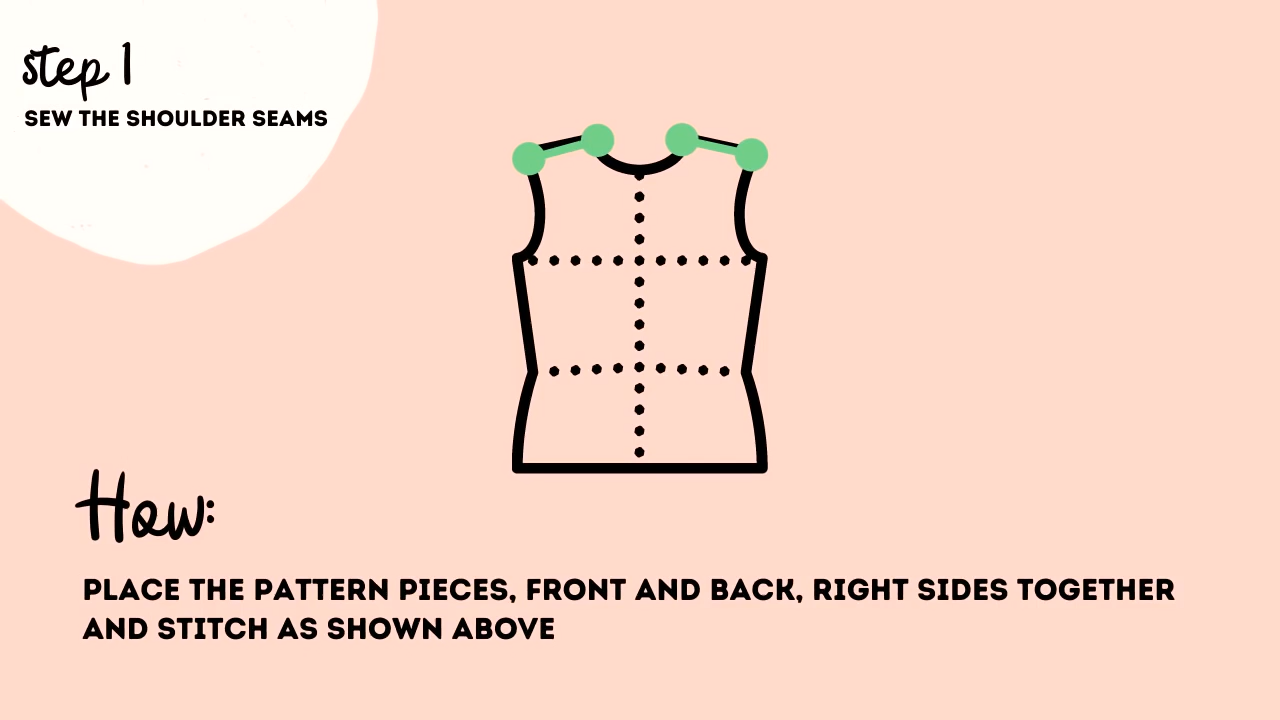 step 1
SEW THE SHOULDER SEAMS
How:
PLACE THE PATTERN PIECES, FRONT AND BACK, RIGHT SIDES TOGETHER
AND STITCH AS SHOWN ABOVE